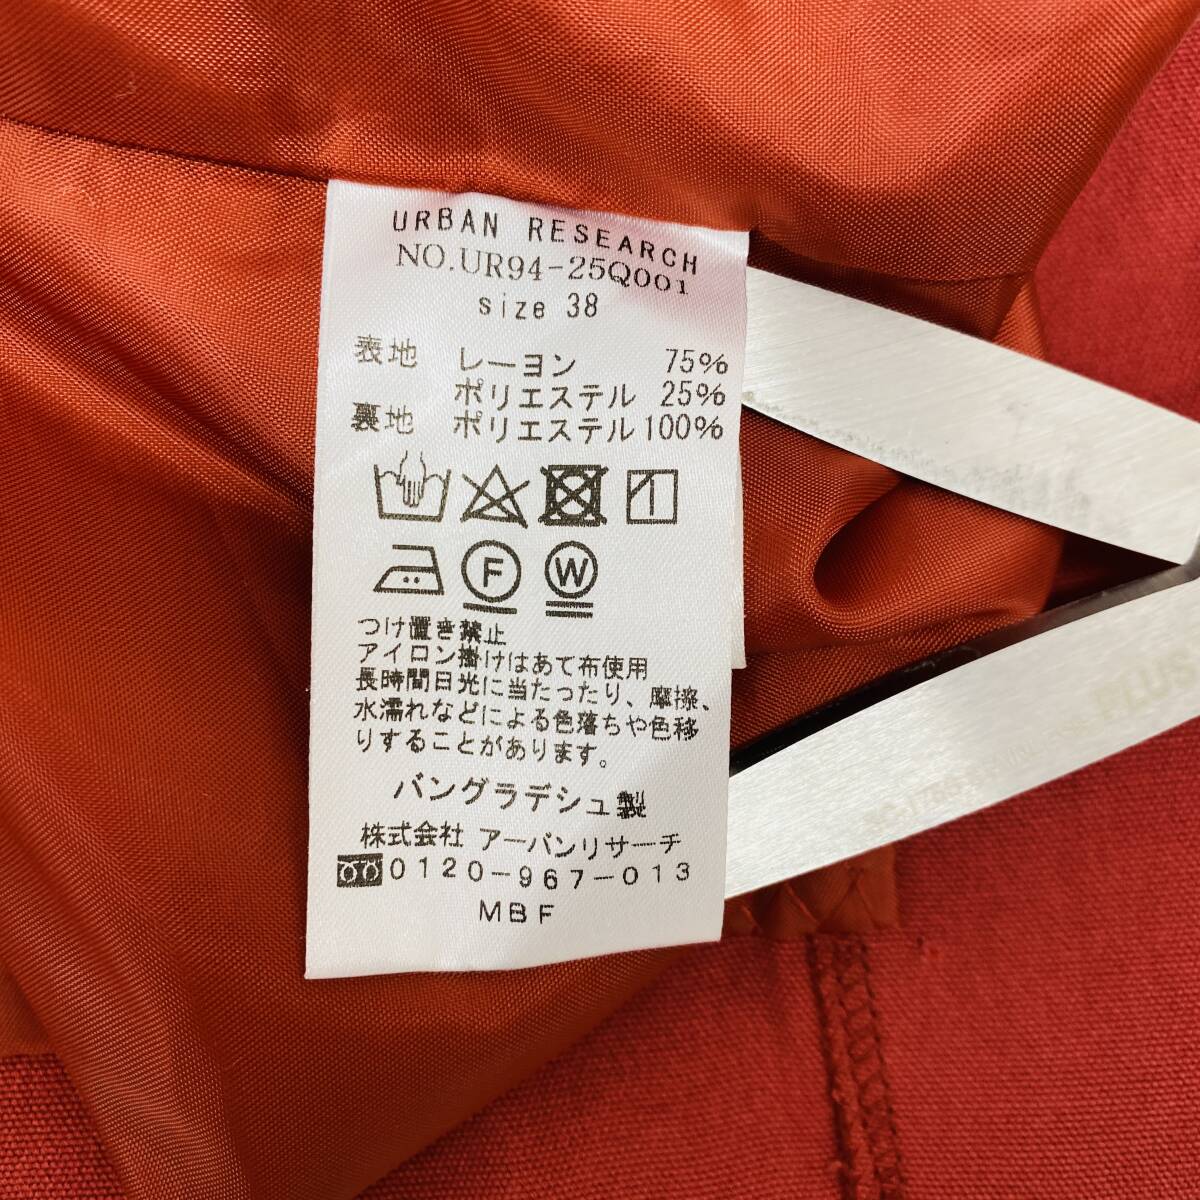 URBAN RESEARCH
NO.UR94-25Q001
size 38
表地 レーヨン 75%
ポリエステル 25%
裏地 ポリエステル 100%
F W
つけ置き禁止
アイロン掛けはあて布使用
長時間日光に当たったり、摩擦、
水濡れなどによる色落ちや色移
りすることがあります。
バングラデシュ製
株式会社 アーバンリサーチ
0120-967-013
MBF
PLUS